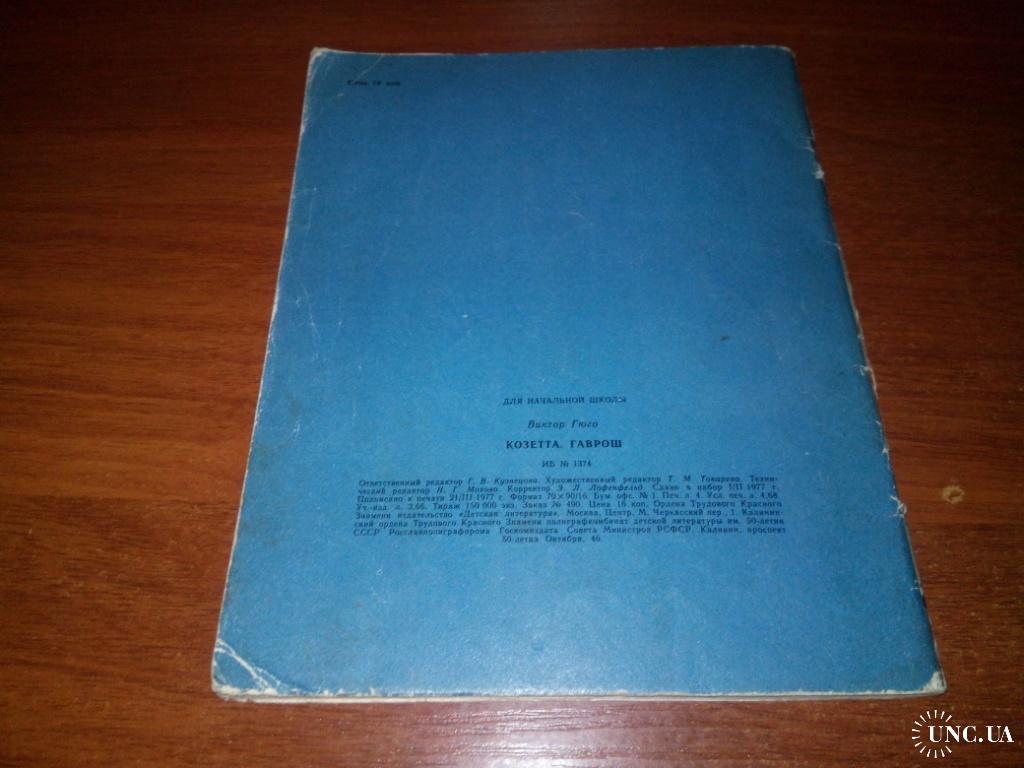 Цена 16 коп.
ДЛЯ НАЧАЛЬНОЙ ШКОЛЫ
Виктор Гюго
КОЗЕТТА. ГАВРОШ
ИБ № 1374
Ответственный редактор Г. В. Кузнецова. Художественный редактор Т. М. Токарева. Техни-
ческий редактор Н. Г. Мохова. Корректор Э. Л. Лофенфельд. Сдано в набор 1/II 1977 г.
Подписано к печати 21/III 1977 г. Формат 70×90/16. Бум. офс. № 1. Печ. л. 4. Усл. печ. л. 4,68.
Уч.-изд. л. 3,66. Тираж 150 000 экз. Заказ № 490. Цена 16 коп. Ордена Трудового Красного
Знамени издательство «Детская литература». Москва, Центр, М. Черкасский пер., 1. Калинин-
ский ордена Трудового Красного Знамени полиграфкомбинат детской литературы им. 50-летия
СССР Росглавполиграфпрома Госкомиздата Совета Министров РСФСР. Калинин, проспект
50-летия Октября, 46.
UNC.UA